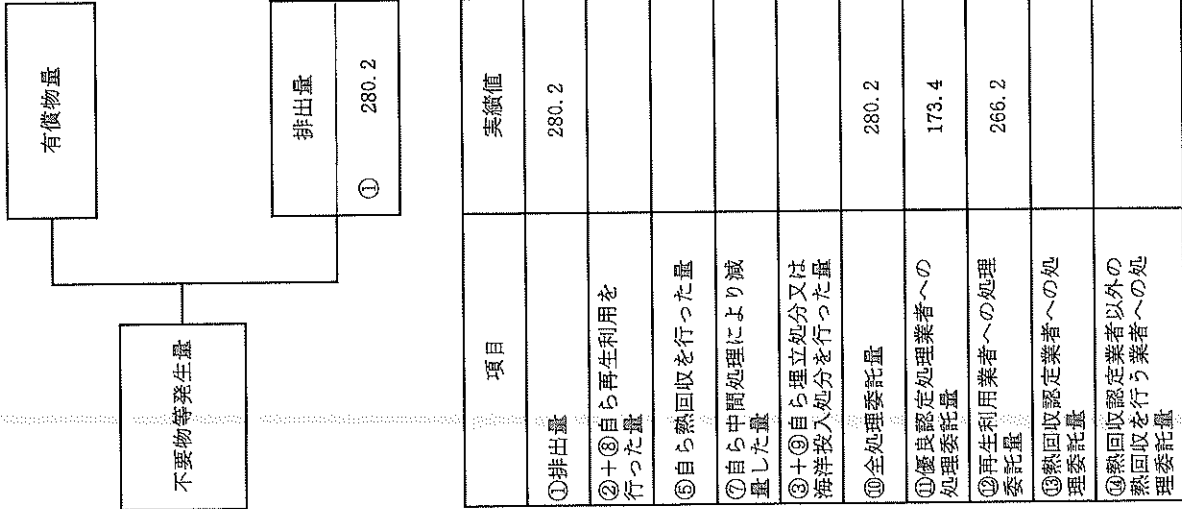 有償物量
不要物等発生量
排出量
① 280.2
項目 実績値
①排出量 280.2
②+⑧自ら再生利用を
行った量
⑤自ら熱回収を行った量
⑦自ら中間処理により減
量した量
③+⑨自ら埋立処分又は
海洋投入処分を行った量
⑩全処理委託量 280.2
⑪優良認定処理業者への
処理委託量 173.4
⑫再生利用業者への処理
委託量 266.2
⑬熱回収認定業者への処
理委託量
⑭熱回収認定業者以外の
熱回収を行う業者への処
理委託量